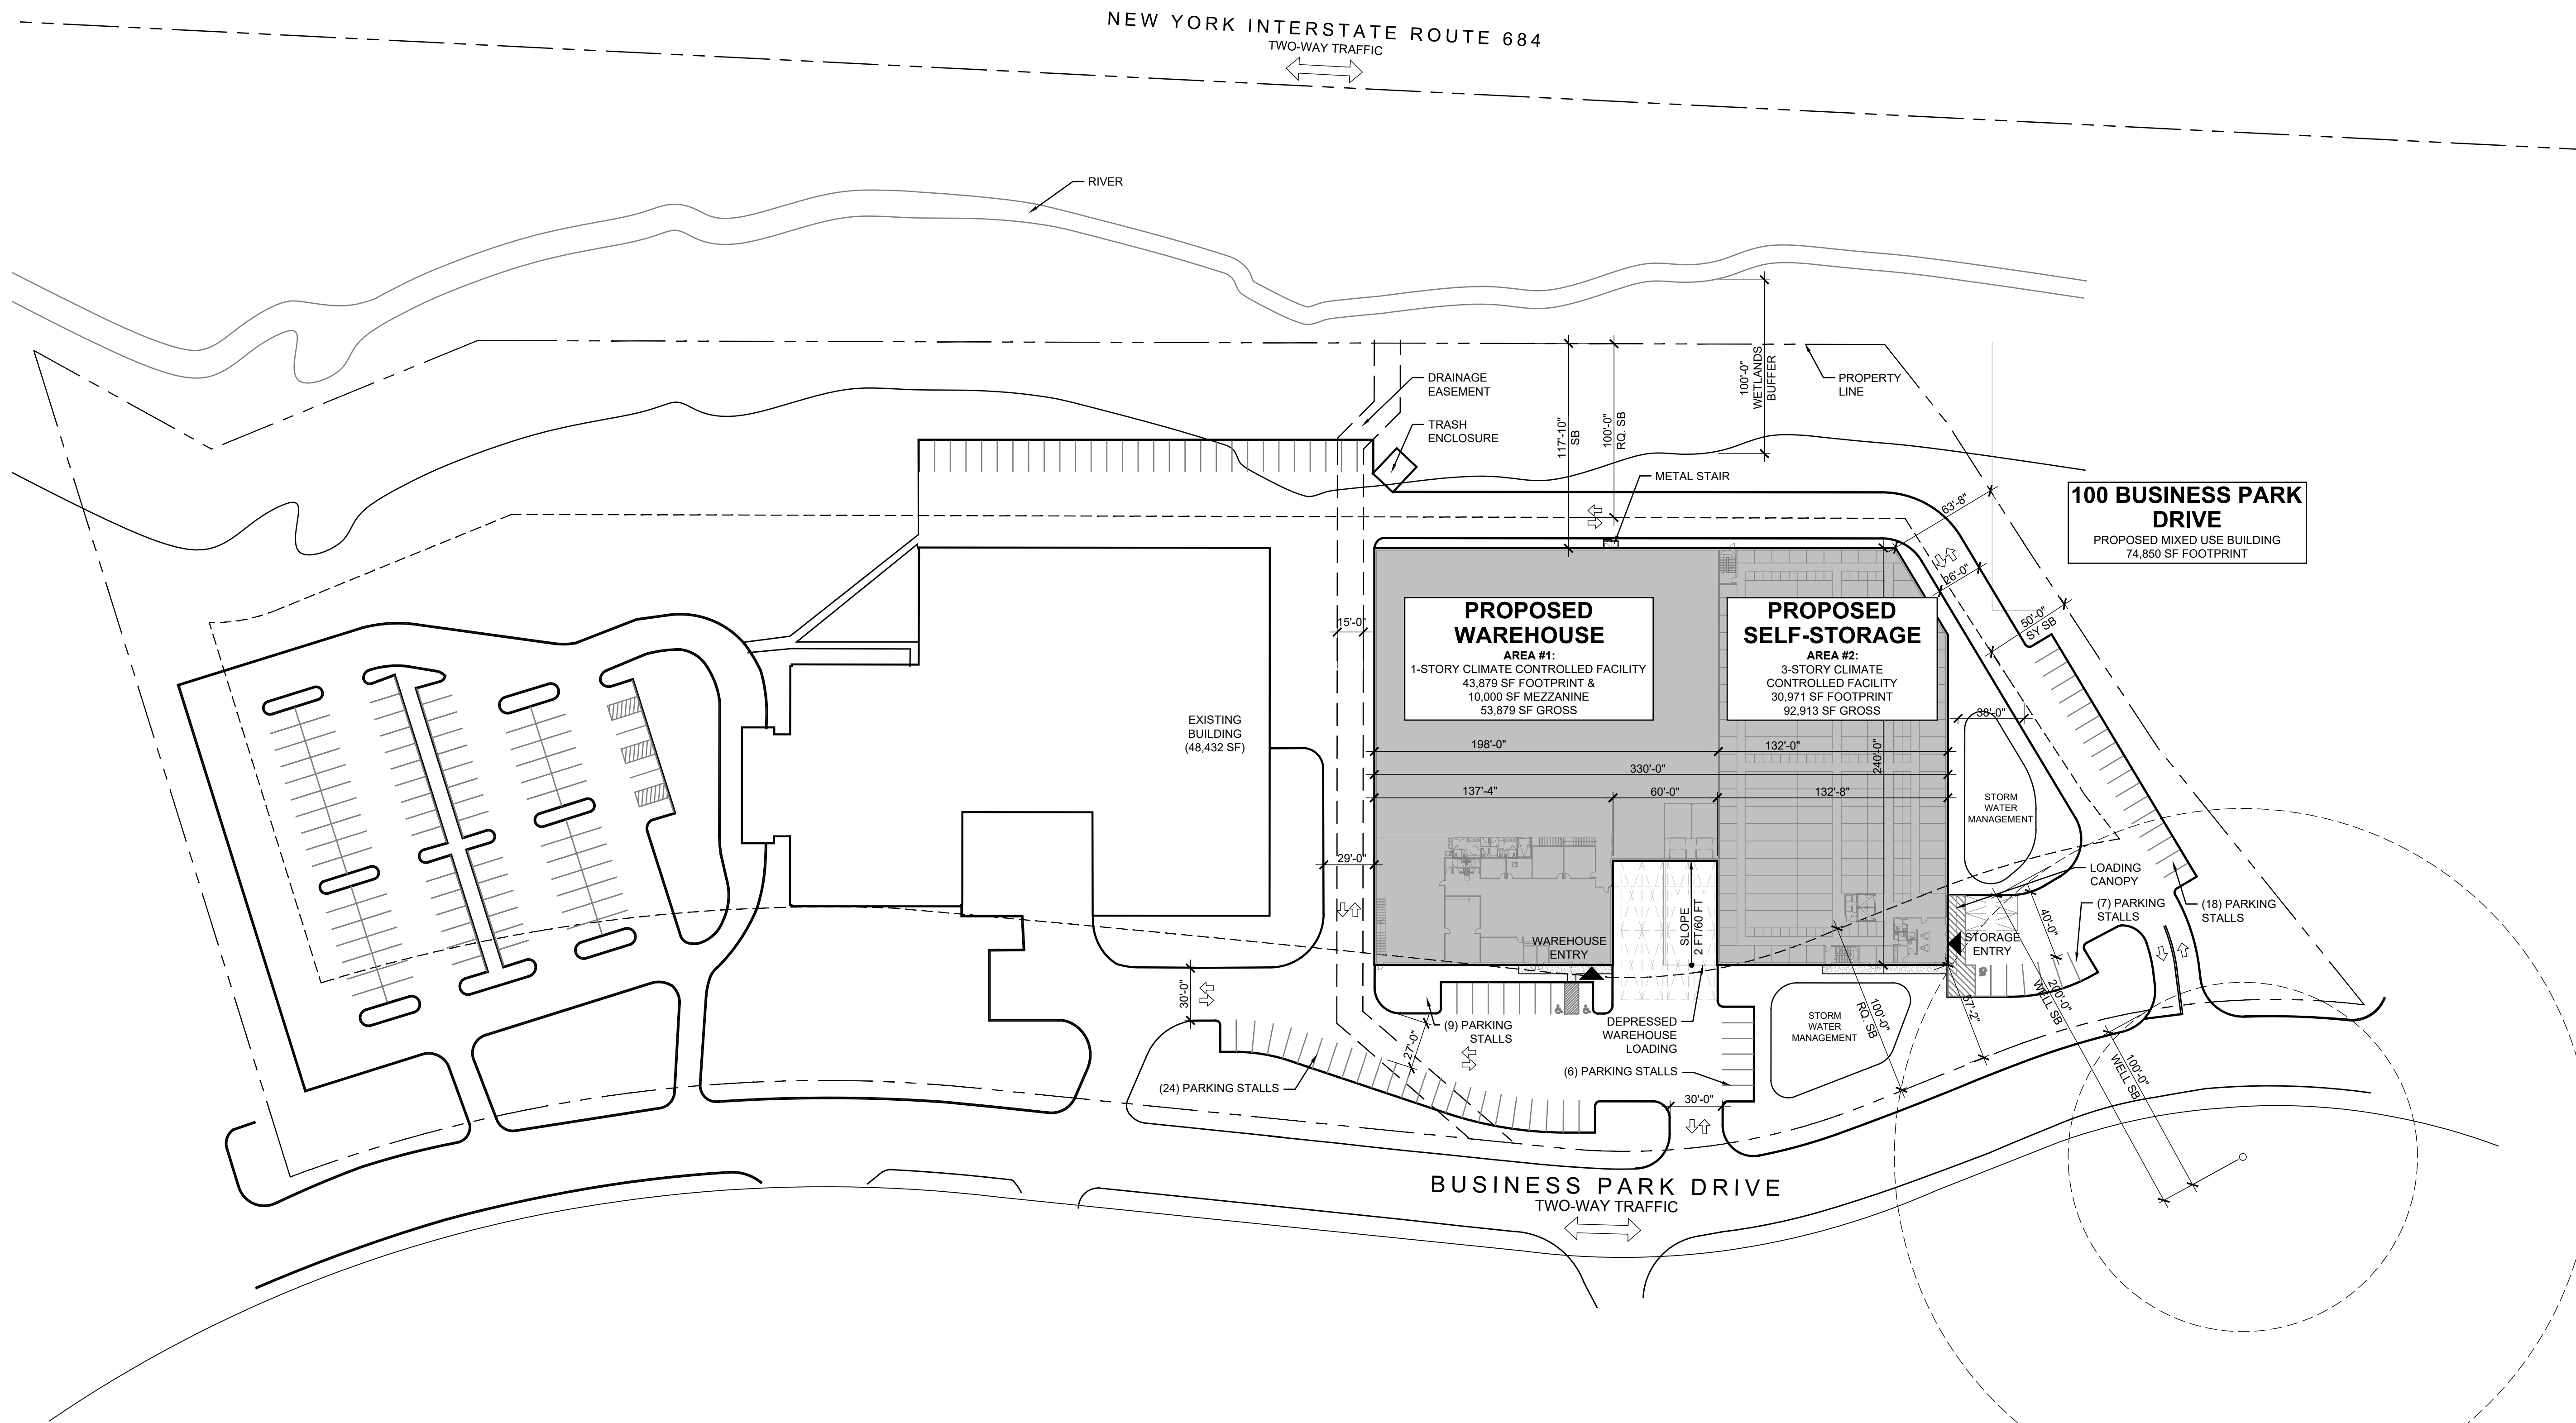 NEW YORK INTERSTATE ROUTE 684
TWO-WAY TRAFFIC
RIVER
DRAINAGE
EASEMENT
TRASH
ENCLOSURE
117'-10"
SB
100'-0"
RQ. SB
100'-0"
WETLANDS
BUFFER
PROPERTY
LINE
METAL STAIR
63'-8"
26'-0"
50'-0"
SY SB
100 BUSINESS PARK
DRIVE
PROPOSED MIXED USE BUILDING
74,850 SF FOOTPRINT
15'-0"
PROPOSED
WAREHOUSE
AREA #1:
1-STORY CLIMATE CONTROLLED FACILITY
43,879 SF FOOTPRINT &
10,000 SF MEZZANINE
53,879 SF GROSS
PROPOSED
SELF-STORAGE
AREA #2:
3-STORY CLIMATE
CONTROLLED FACILITY
30,971 SF FOOTPRINT
92,913 SF GROSS
38'-0"
EXISTING
BUILDING
(48,432 SF)
198'-0"
132'-0"
240'-0"
330'-0"
137'-4"
60'-0"
132'-8"
STORM
WATER
MANAGEMENT
29'-0"
LOADING
CANOPY
(7) PARKING
STALLS
(18) PARKING
STALLS
SLOPE
2 FT/60 FT
WAREHOUSE
ENTRY
STORAGE
ENTRY
40'-0"
30'-0"
(9) PARKING
STALLS
27'-0"
DEPRESSED
WAREHOUSE
LOADING
STORM
WATER
MANAGEMENT
100'-0"
RQ. SB
57'-2"
200'-0"
WELL SB
(24) PARKING STALLS
(6) PARKING STALLS
30'-0"
100'-0"
WELL SB
BUSINESS PARK DRIVE
TWO-WAY TRAFFIC